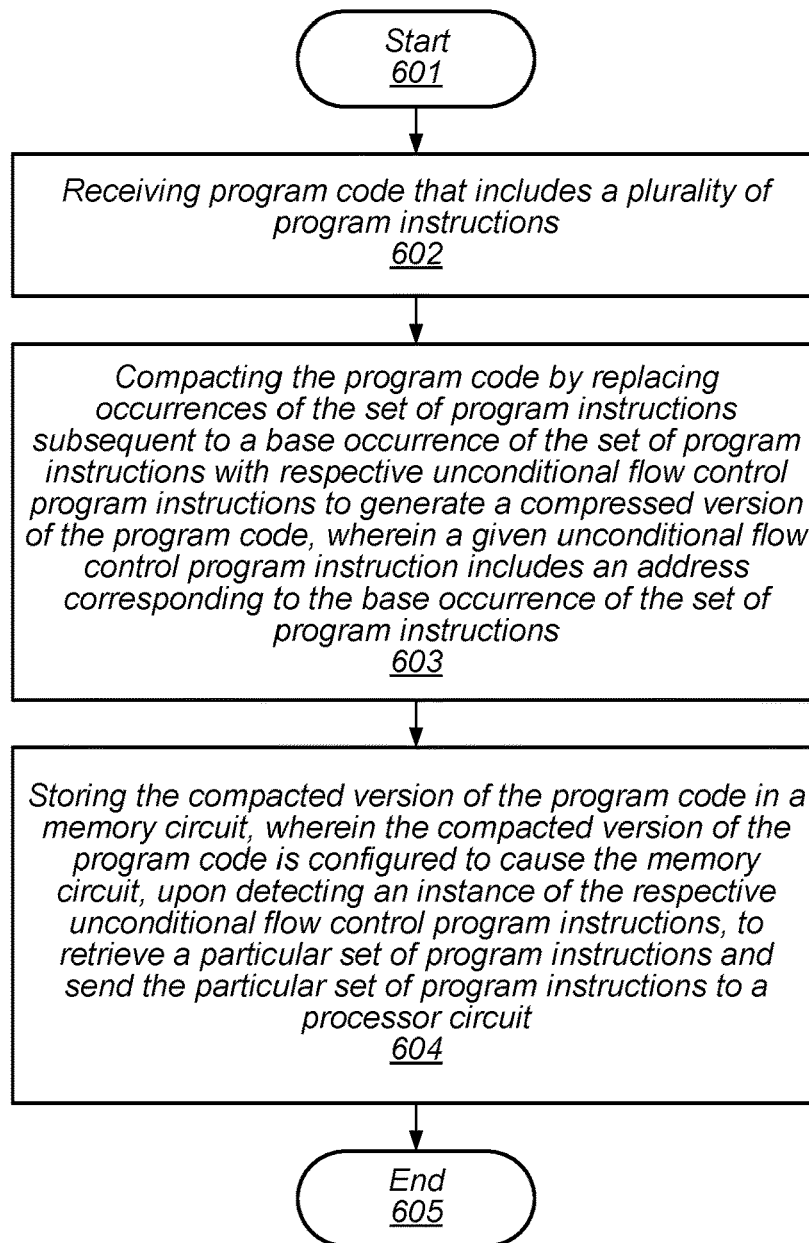 Start
601
Receiving program code that includes a plurality of
program instructions
602
Compacting the program code by replacing
occurrences of the set of program instructions
subsequent to a base occurrence of the set of program
instructions with respective unconditional flow control
program instructions to generate a compressed version
of the program code, wherein a given unconditional flow
control program instruction includes an address
corresponding to the base occurrence of the set of
program instructions
603
Storing the compacted version of the program code in a
memory circuit, wherein the compacted version of the
program code is configured to cause the memory
circuit, upon detecting an instance of the respective
unconditional flow control program instructions, to
retrieve a particular set of program instructions and
send the particular set of program instructions to a
processor circuit
604
End
605